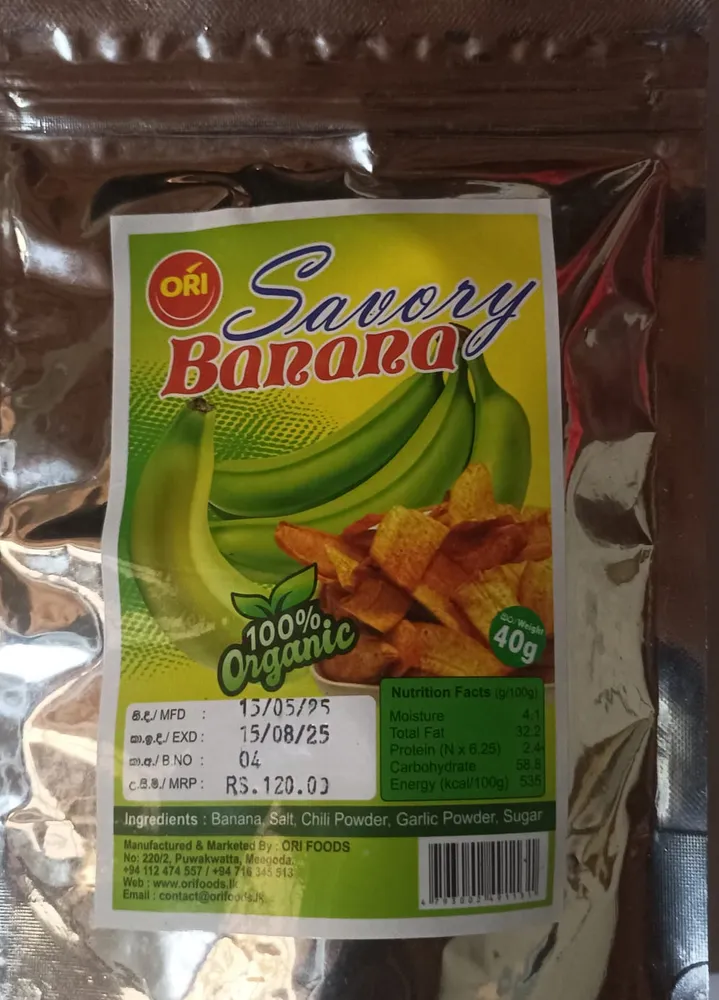 ORI
Savory
Banana
100%
Organic
බර/Weight
40g
නි.ද./ MFD : 15/05/25
කා.ඉ.ද./ EXD : 15/08/25
කා.අ./ B.NO : 04
උ.සි.මි./ MRP : RS.120.00
Nutrition Facts (g/100g)
Moisture 4.1
Total Fat 32.2
Protein (N x 6.25) 2.4
Carbohydrate 58.8
Energy (kcal/100g) 535
Ingredients : Banana, Salt, Chili Powder, Garlic Powder, Sugar
Manufactured & Marketed By : ORI FOODS
No: 220/2, Puwakwatta, Meegoda.
+94 112 474 557 / +94 716 345 513
Web : www.orifoods.lk
Email : contact@orifoods.lk